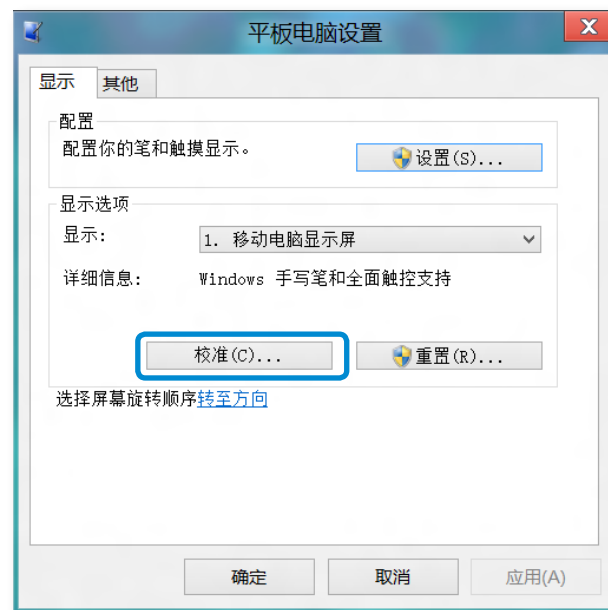 平板电脑设置
显示 其他
配置
配置你的笔和触摸显示。
设置(S)...
显示选项
显示: 1. 移动电脑显示屏
详细信息: Windows 手写笔和全面触控支持
校准(C)... 重置(R)...
选择屏幕旋转顺序转至方向
确定 取消 应用(A)